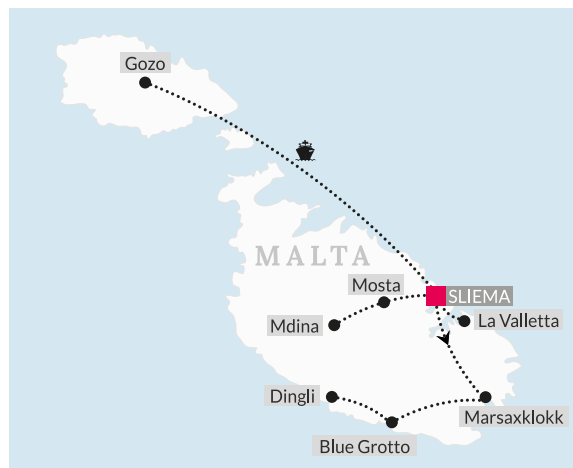 Gozo
MALTA
Mosta
SLIEMA
La Valletta
Mdina
Dingli
Marsaxklokk
Blue Grotto